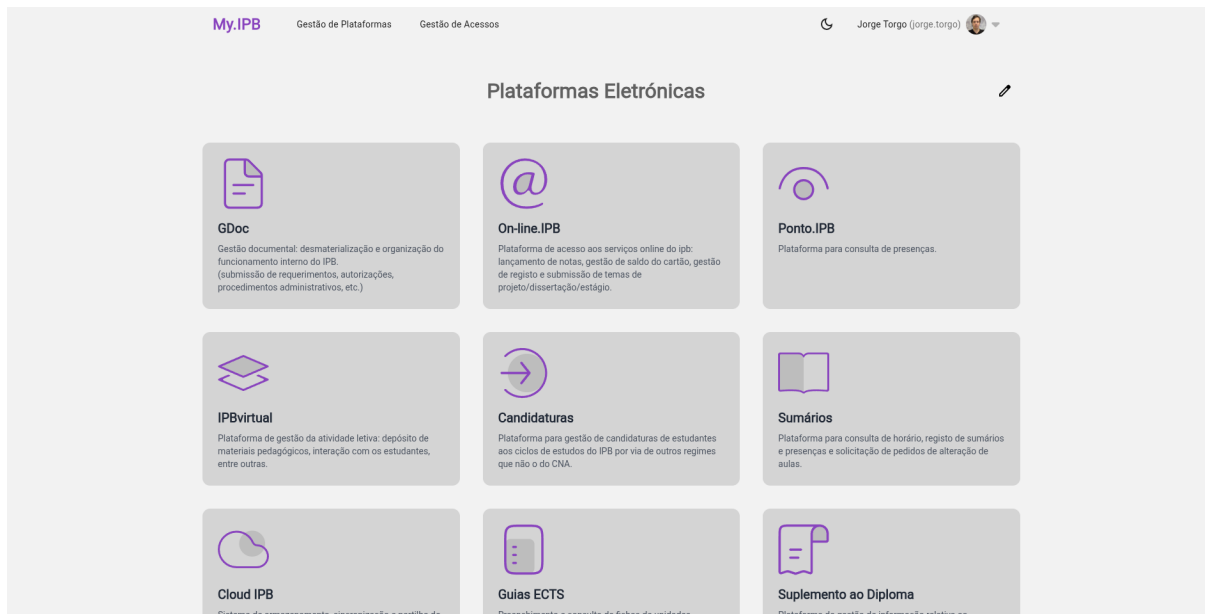 My.IPB
Gestão de Plataformas
Gestão de Acessos
Jorge Torgo (jorge.torgo)
Plataformas Eletrónicas
GDoc
Gestão documental: desmaterialização e organização do
funcionamento interno do IPB.
(submissão de requerimentos, autorizações,
procedimentos administrativos, etc.)
On-line.IPB
Plataforma de acesso aos serviços online do ipb:
lançamento de notas, gestão de saldo do cartão, gestão
de registo e submissão de temas de
projeto/dissertação/estágio.
Ponto.IPB
Plataforma para consulta de presenças.
IPBvirtual
Plataforma de gestão da atividade letiva: depósito de
materiais pedagógicos, interação com os estudantes,
entre outras.
Candidaturas
Plataforma para gestão de candidaturas de estudantes
aos ciclos de estudos do IPB por via de outros regimes
que não o do CNA.
Sumários
Plataforma para consulta de horário, registo de sumários
e presenças e solicitação de pedidos de alteração de
aulas.
Cloud IPB
Guias ECTS
Suplemento ao Diploma